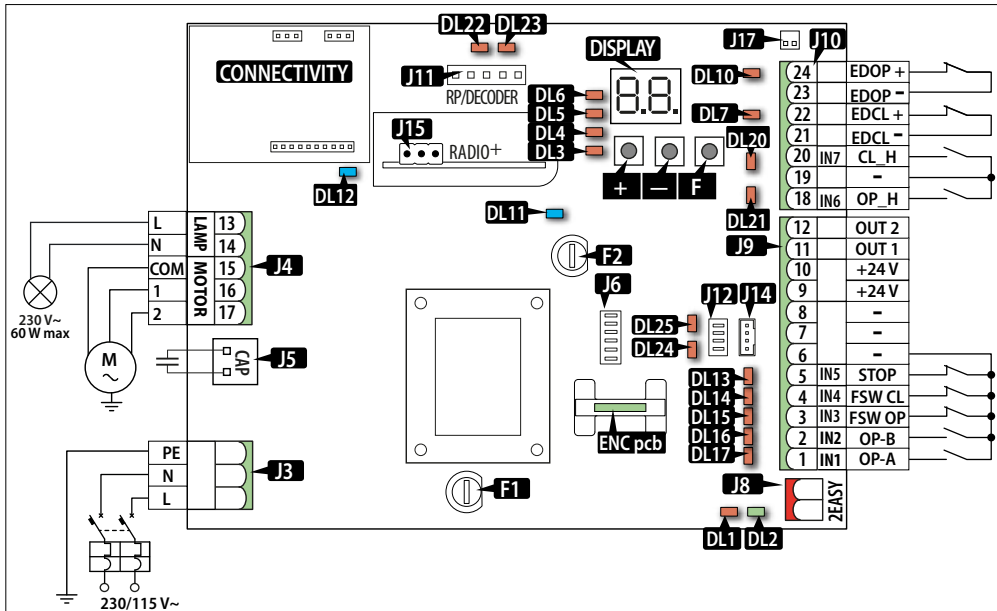 DL22 DL23
CONNECTIVITY
J11
RP/DECODER
DISPLAY
8.8.
DL6
DL5
DL4
DL3
J15
RADIO+
+ — F
DL12
DL11
J17
J10
DL10
DL7
DL20
DL21
24 EDOP +
23 EDOP -
22 EDCL +
21 EDCL -
20 IN7 CL_H
19 -
18 IN6 OP_H
J9
12 OUT 2
11 OUT 1
10 +24 V
9 +24 V
8 -
7 -
6 -
5 IN5 STOP
4 IN4 FSW CL
3 IN3 FSW OP
2 IN2 OP-B
1 IN1 OP-A
J8
2EASY
L 13
N 14
COM 15
1 16
2 17
LAMP
MOTOR
J4
230 V~
60 W max
M
~
CAP
J5
PE
N
L
J3
230/115 V~
F2
J6
J12
J14
DL25
DL24
DL13
DL14
DL15
DL16
DL17
ENC pcb
F1
DL1 DL2